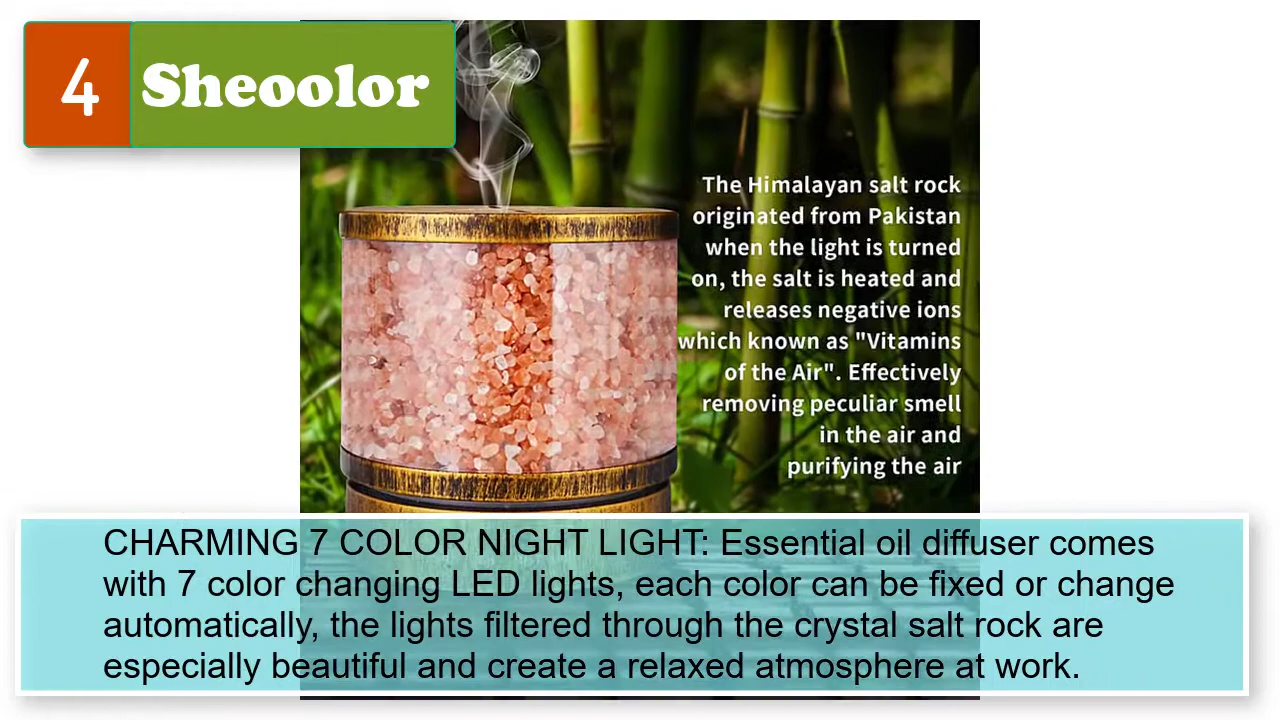 4 Sheoolor
The Himalayan salt rock
originated from Pakistan
when the light is turned
on, the salt is heated and
releases negative ions
which known as "Vitamins
of the Air". Effectively
removing peculiar smell
in the air and
purifying the air
CHARMING 7 COLOR NIGHT LIGHT: Essential oil diffuser comes
with 7 color changing LED lights, each color can be fixed or change
automatically, the lights filtered through the crystal salt rock are
especially beautiful and create a relaxed atmosphere at work.